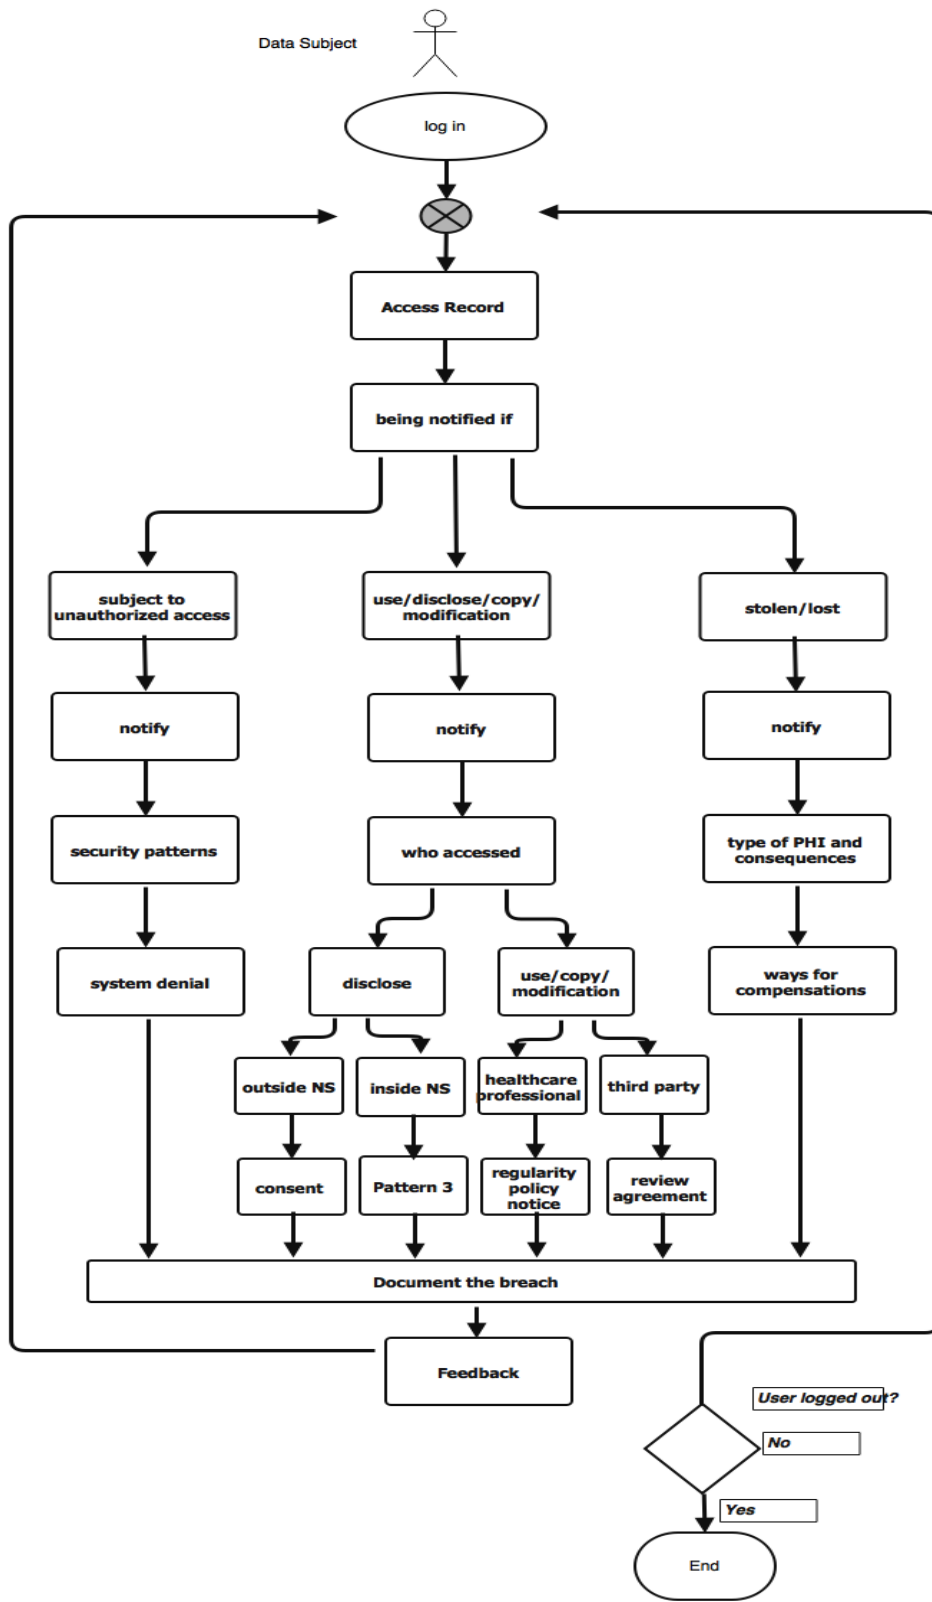 Data Subject
log in
Access Record
being notified if
subject to
unauthorized access
use/disclose/copy/
modification
stolen/lost
notify
notify
notify
security patterns
who accessed
type of PHI and
consequences
system denial
disclose
use/copy/
modification
ways for
compensations
outside NS
inside NS
healthcare
professional
third party
consent
Pattern 3
regularity
policy
notice
review
agreement
Document the breach
Feedback
User logged out?
No
Yes
End